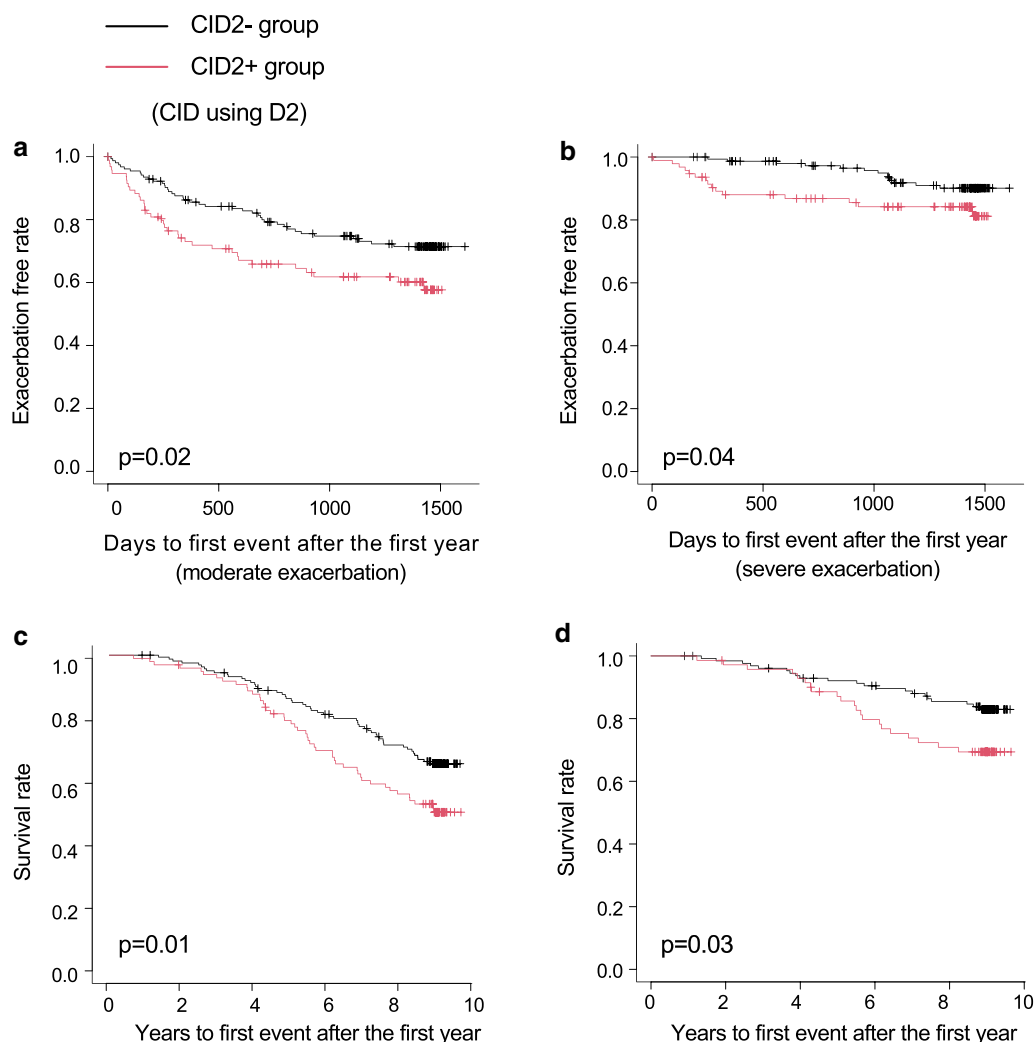 CID2- group
CID2+ group
(CID using D2)
a
1.0
0.8
0.6
0.4
0.2
0.0
Exacerbation free rate
p=0.02
0 500 1000 1500
Days to first event after the first year
(moderate exacerbation)
b
1.0
0.8
0.6
0.4
0.2
0.0
Exacerbation free rate
p=0.04
0 500 1000 1500
Days to first event after the first year
(severe exacerbation)
c
1.0
0.8
0.6
0.4
0.2
0.0
Survival rate
p=0.01
0 2 4 6 8 10
Years to first event after the first year
d
1.0
0.8
0.6
0.4
0.2
0.0
Survival rate
p=0.03
0 2 4 6 8 10
Years to first event after the first year